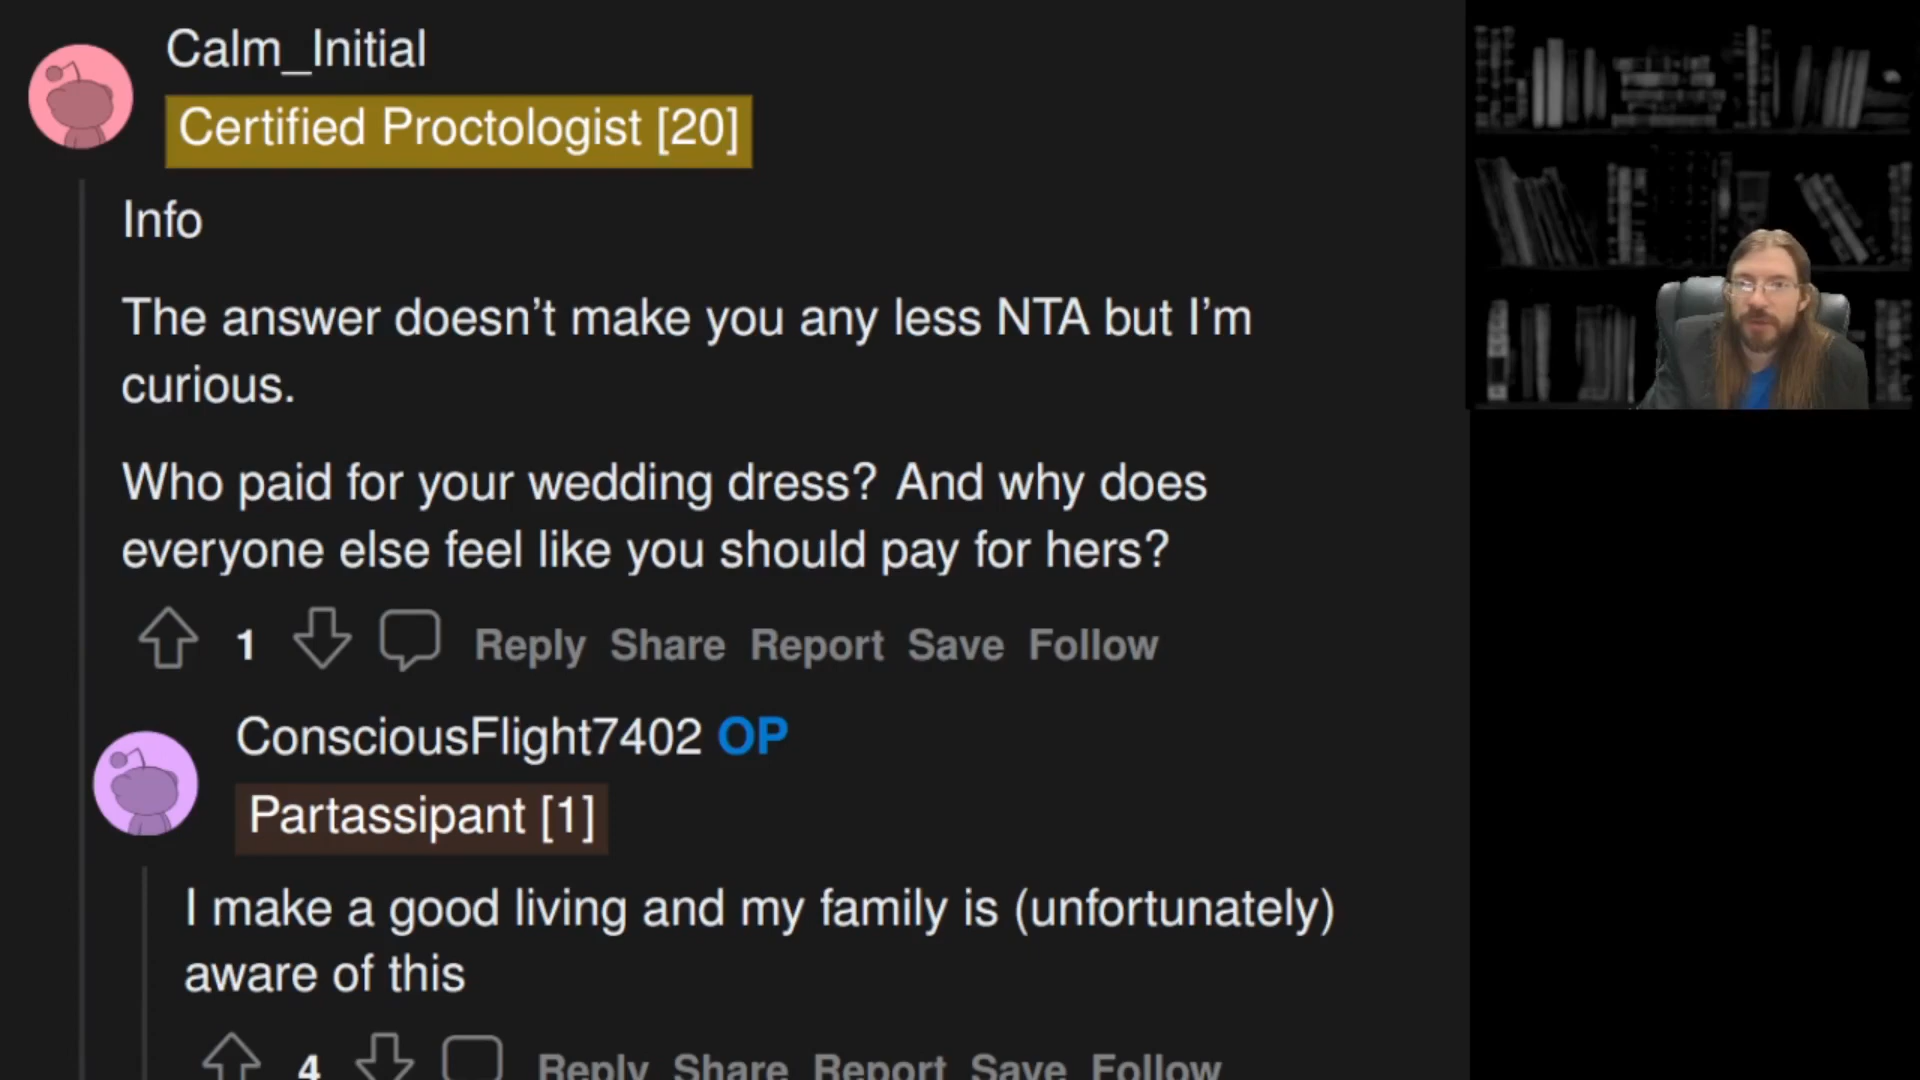 Calm_Initial
Certified Proctologist [20]
Info
The answer doesn’t make you any less NTA but I’m
curious.
Who paid for your wedding dress? And why does
everyone else feel like you should pay for hers?
1 Reply Share Report Save Follow
ConsciousFlight7402 OP
Partassipant [1]
I make a good living and my family is (unfortunately)
aware of this
4 Reply Share Report Save Follow